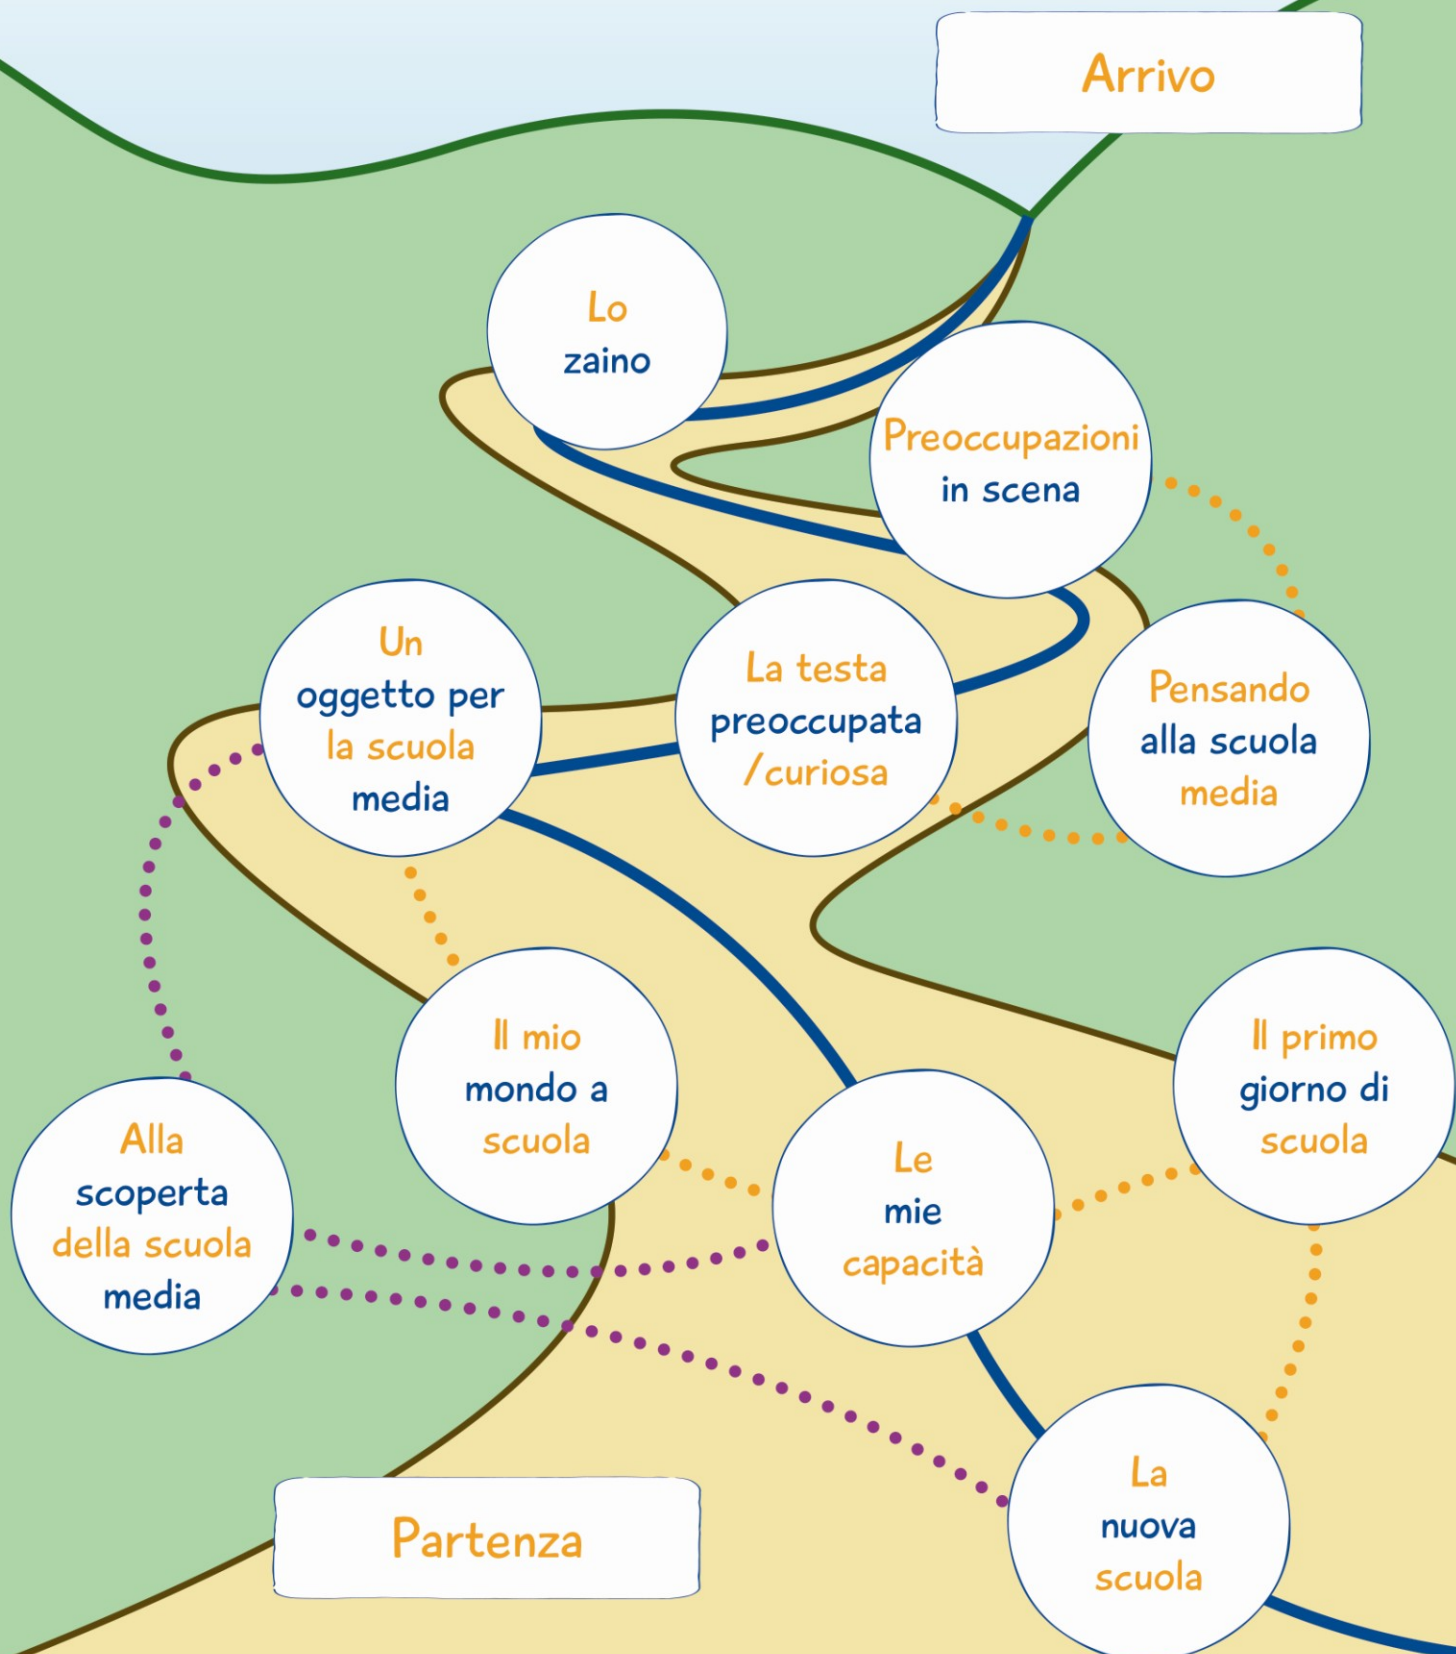 Arrivo
Lo
zaino
Preoccupazioni
in scena
Un
oggetto per
la scuola
media
La testa
preoccupata
/curiosa
Pensando
alla scuola
media
Il mio
mondo a
scuola
Il primo
giorno di
scuola
Alla
scoperta
della scuola
media
Le
mie
capacità
La
nuova
scuola
Partenza